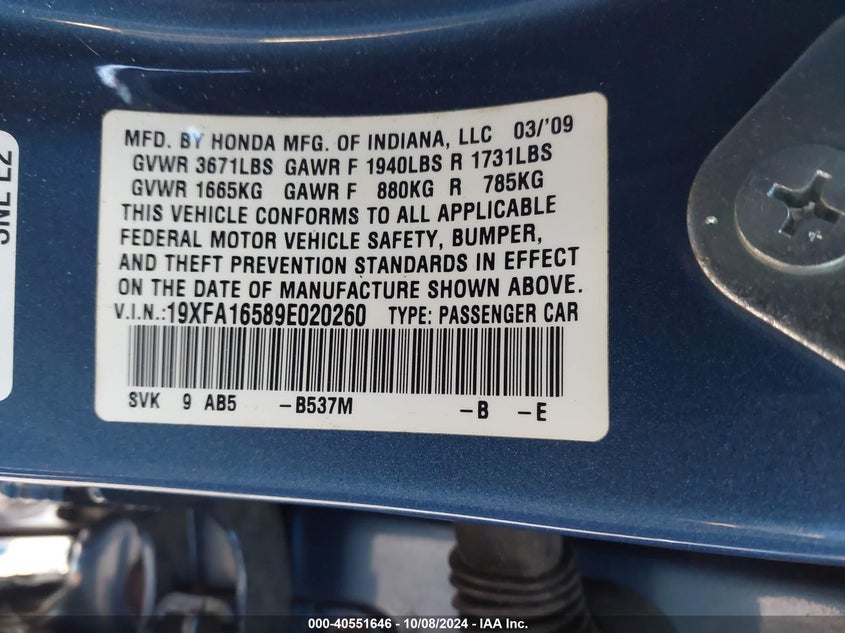 MFD. BY HONDA MFG. OF INDIANA, LLC 03/'09
GVWR 3671LBS GAWR F 1940LBS R 1731LBS
GVWR 1665KG GAWR F 880KG R 785KG
THIS VEHICLE CONFORMS TO ALL APPLICABLE
FEDERAL MOTOR VEHICLE SAFETY, BUMPER,
AND THEFT PREVENTION STANDARDS IN EFFECT
ON THE DATE OF MANUFACTURE SHOWN ABOVE.
V.I.N.:19XFA16589E020260 TYPE: PASSENGER CAR
SVK 9 AB5 -B537M -B -E
000-40551646 - 10/08/2024 - IAA Inc.